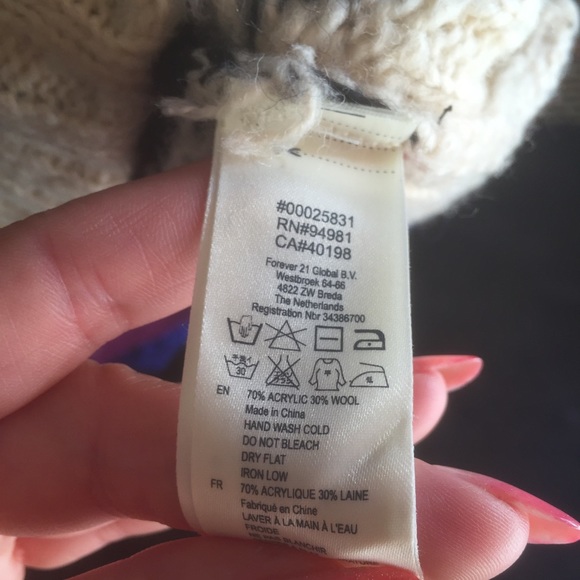 #00025831
RN#94981
CA#40198
Forever 21 Global B.V.
Westbroek 64-66
4822 ZW Breda
The Netherlands
Registration Nbr 34386700
30
EN 70% ACRYLIC 30% WOOL
Made in China
HAND WASH COLD
DO NOT BLEACH
DRY FLAT
IRON LOW
FR 70% ACRYLIQUE 30% LAINE
Fabriqué en Chine
LAVER À LA MAIN À L'EAU
FROIDE
BLANCHIR